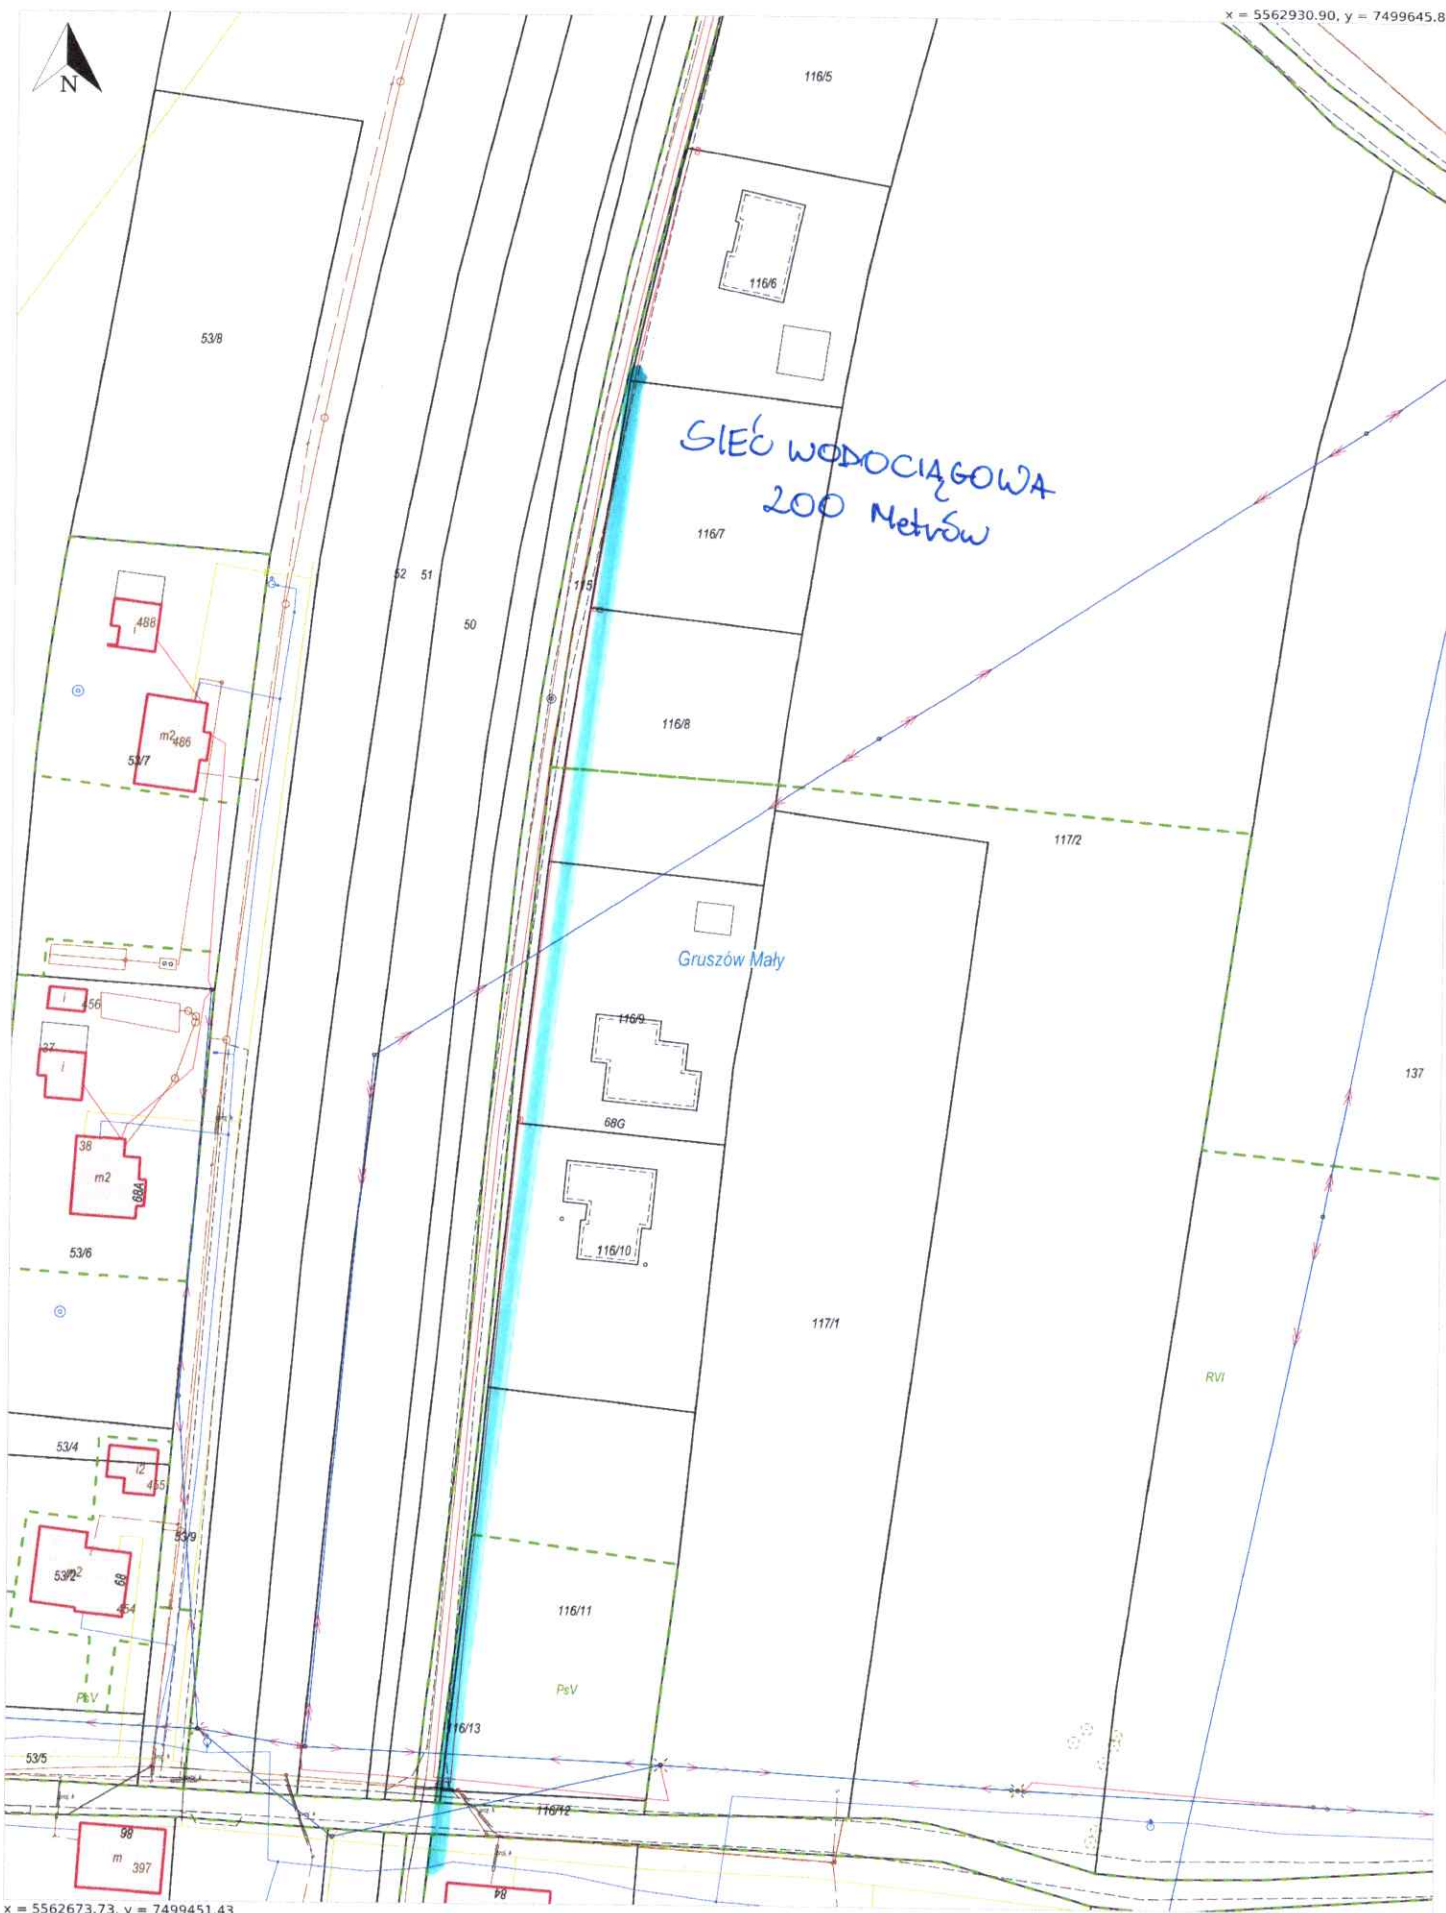 x = 5562930.90, y = 7499645.8
N
116/5
116/6
53/8
SIEĆ WODOCIĄGOWA
200 Metrów
116/7
52 51
115
50
488
i
116/8
m2
486
53/7
117/2
Gruszów Mały
i
456
116/9
37
i
137
68G
38
m2
68A
116/10
53/6
117/1
RVI
53/4
i2
455
53/9
53/2
m2
68
454
116/11
PsV
PsV
116/13
53/5
116/12
98
m
397
84
x = 5562673.73, y = 7499451.43